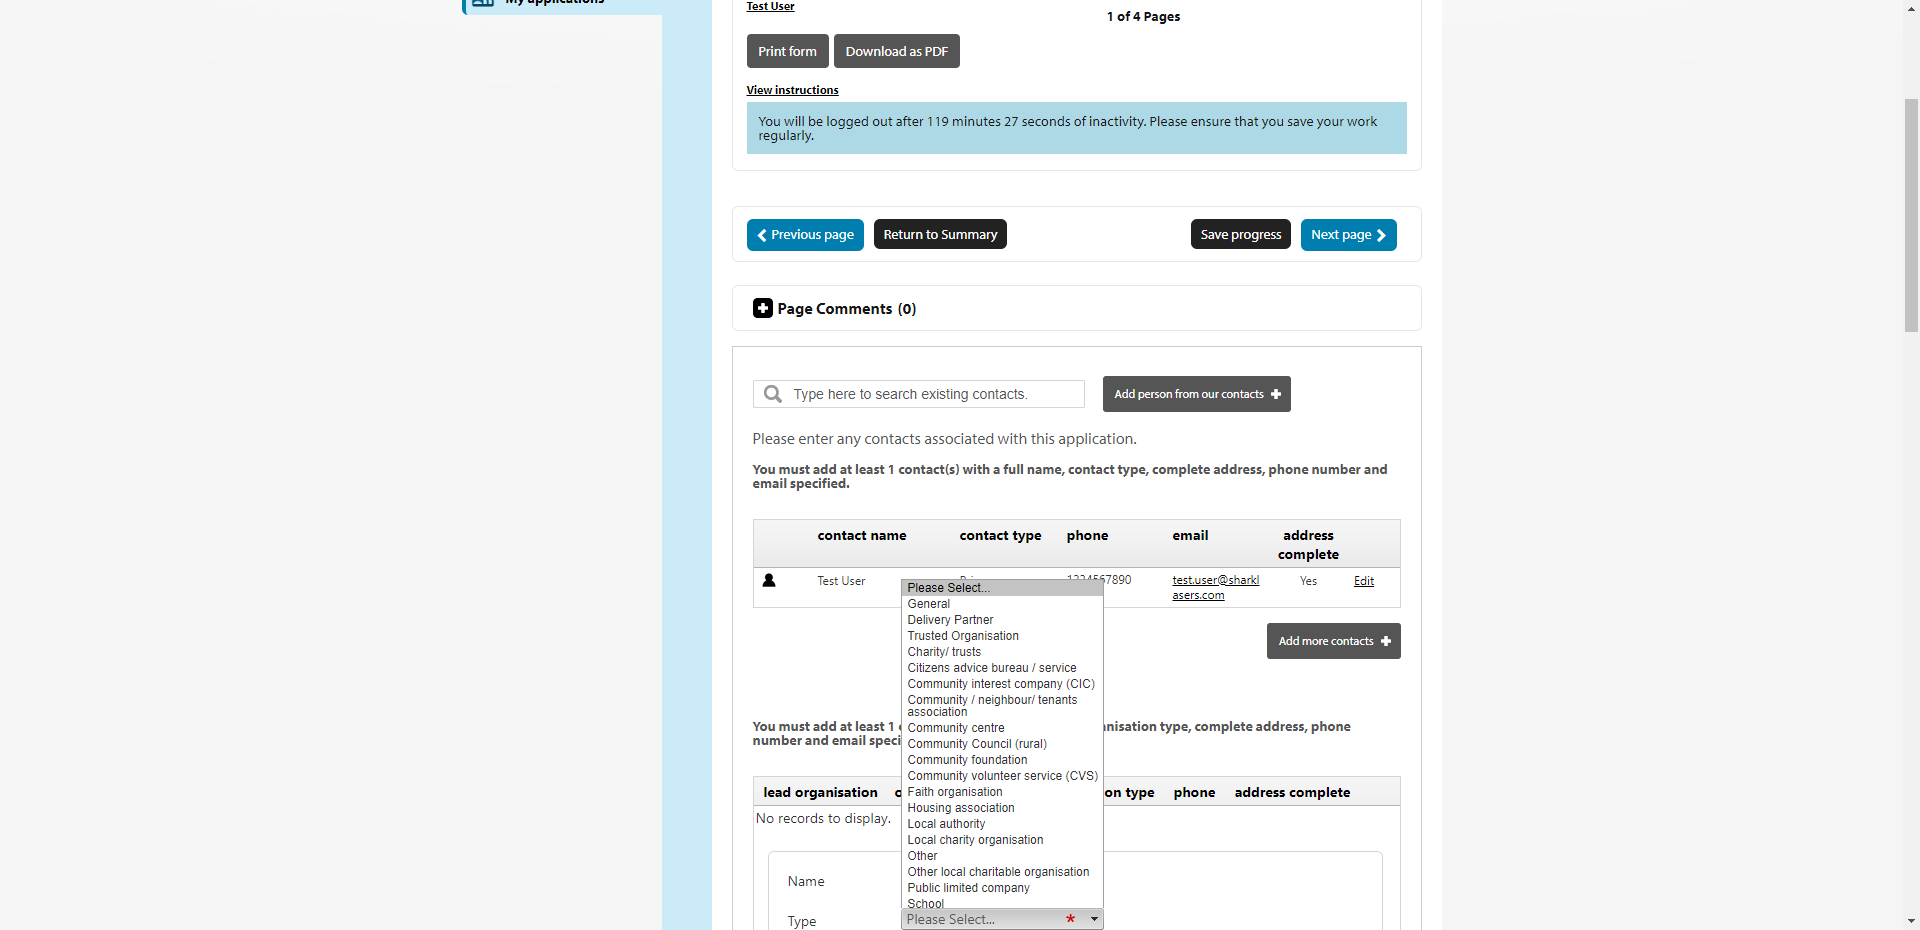 My applications
Test User
1 of 4 Pages
Print form
Download as PDF
View instructions
You will be logged out after 119 minutes 27 seconds of inactivity. Please ensure that you save your work
regularly.
Previous page
Return to Summary
Save progress
Next page
Page Comments (0)
Type here to search existing contacts.
Add person from our contacts
Please enter any contacts associated with this application.
You must add at least 1 contact(s) with a full name, contact type, complete address, phone number and
email specified.
contact name contact type phone email address
complete
Test User 1234567890 test.user@sharkl Yes Edit
asers.com
Add more contacts
You must add at least 1 nisation type, complete address, phone
number and email speci
lead organisation on type phone address complete
No records to display.
Name
Type
Please Select...
General
Delivery Partner
Trusted Organisation
Charity/ trusts
Citizens advice bureau / service
Community interest company (CIC)
Community / neighbour/ tenants
association
Community centre
Community Council (rural)
Community foundation
Community volunteer service (CVS)
Faith organisation
Housing association
Local authority
Local charity organisation
Other
Other local charitable organisation
Public limited company
School
Please Select... *